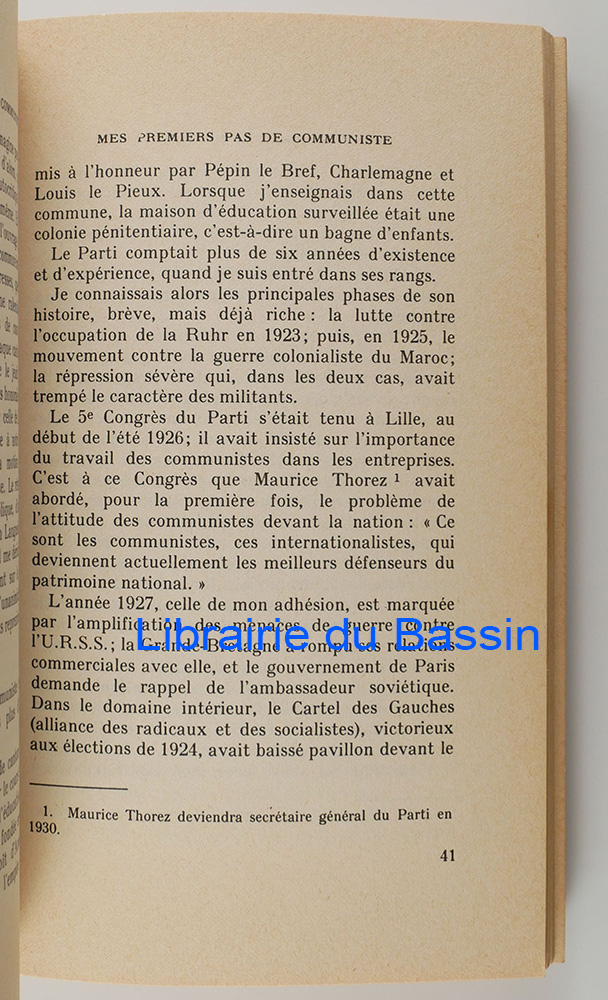 MES PREMIERS PAS DE COMMUNISTE
mis à l'honneur par Pépin le Bref, Charlemagne et
Louis le Pieux. Lorsque j'enseignais dans cette
commune, la maison d'éducation surveillée était une
colonie pénitentiaire, c'est-à-dire un bagne d'enfants.
Le Parti comptait plus de six années d'existence
et d'expérience, quand je suis entré dans ses rangs.
Je connaissais alors les principales phases de son
histoire, brève, mais déjà riche : la lutte contre
l'occupation de la Ruhr en 1923 ; puis, en 1925, le
mouvement contre la guerre colonialiste du Maroc ;
la répression sévère qui, dans les deux cas, avait
trempé le caractère des militants.
Le 5e Congrès du Parti s'était tenu à Lille, au
début de l'été 1926 ; il avait insisté sur l'importance
du travail des communistes dans les entreprises.
C'est à ce Congrès que Maurice Thorez 1 avait
abordé, pour la première fois, le problème de
l'attitude des communistes devant la nation : « Ce
sont les communistes, ces internationalistes, qui
deviennent actuellement les meilleurs défenseurs du
patrimoine national. »
L'année 1927, celle de mon adhésion, est marquée
par l'amplification des menaces de guerre contre
l'U.R.S.S. ; la Grande-Bretagne a rompu ses relations
Librairie du Bassin
commerciales avec elle, et le gouvernement de Paris
demande le rappel de l'ambassadeur soviétique.
Dans le domaine intérieur, le Cartel des Gauches
(alliance des radicaux et des socialistes), victorieux
aux élections de 1924, avait baissé pavillon devant le
1. Maurice Thorez deviendra secrétaire général du Parti en
1930.
41